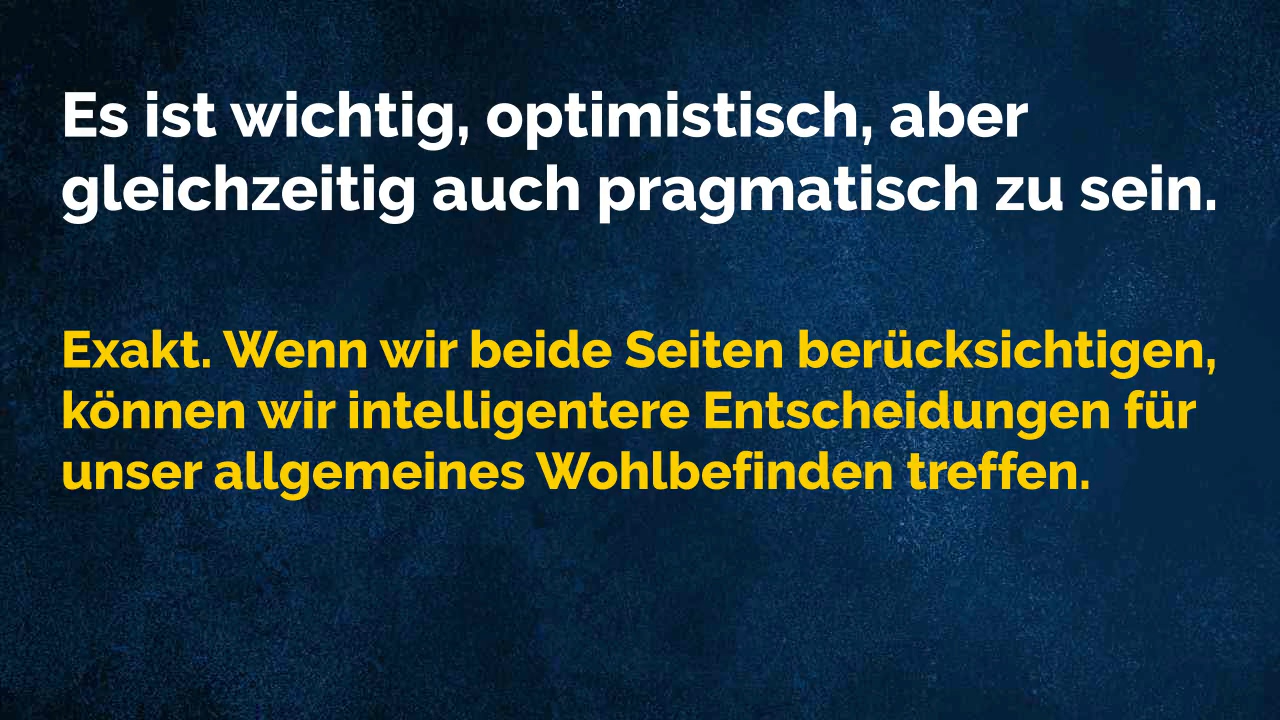 Es ist wichtig, optimistisch, aber
gleichzeitig auch pragmatisch zu sein.
Exakt. Wenn wir beide Seiten berücksichtigen,
können wir intelligentere Entscheidungen für
unser allgemeines Wohlbefinden treffen.